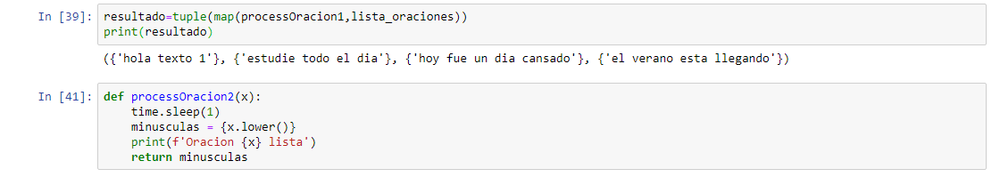 In [39]: resultado=tuple(map(processOracion1,lista_oraciones))
print(resultado)
({'hola texto 1'}, {'estudie todo el dia'}, {'hoy fue un dia cansado'}, {'el verano esta llegando'})
In [41]: def processOracion2(x):
    time.sleep(1)
    minusculas = {x.lower()}
    print(f'Oracion {x} lista')
    return minusculas